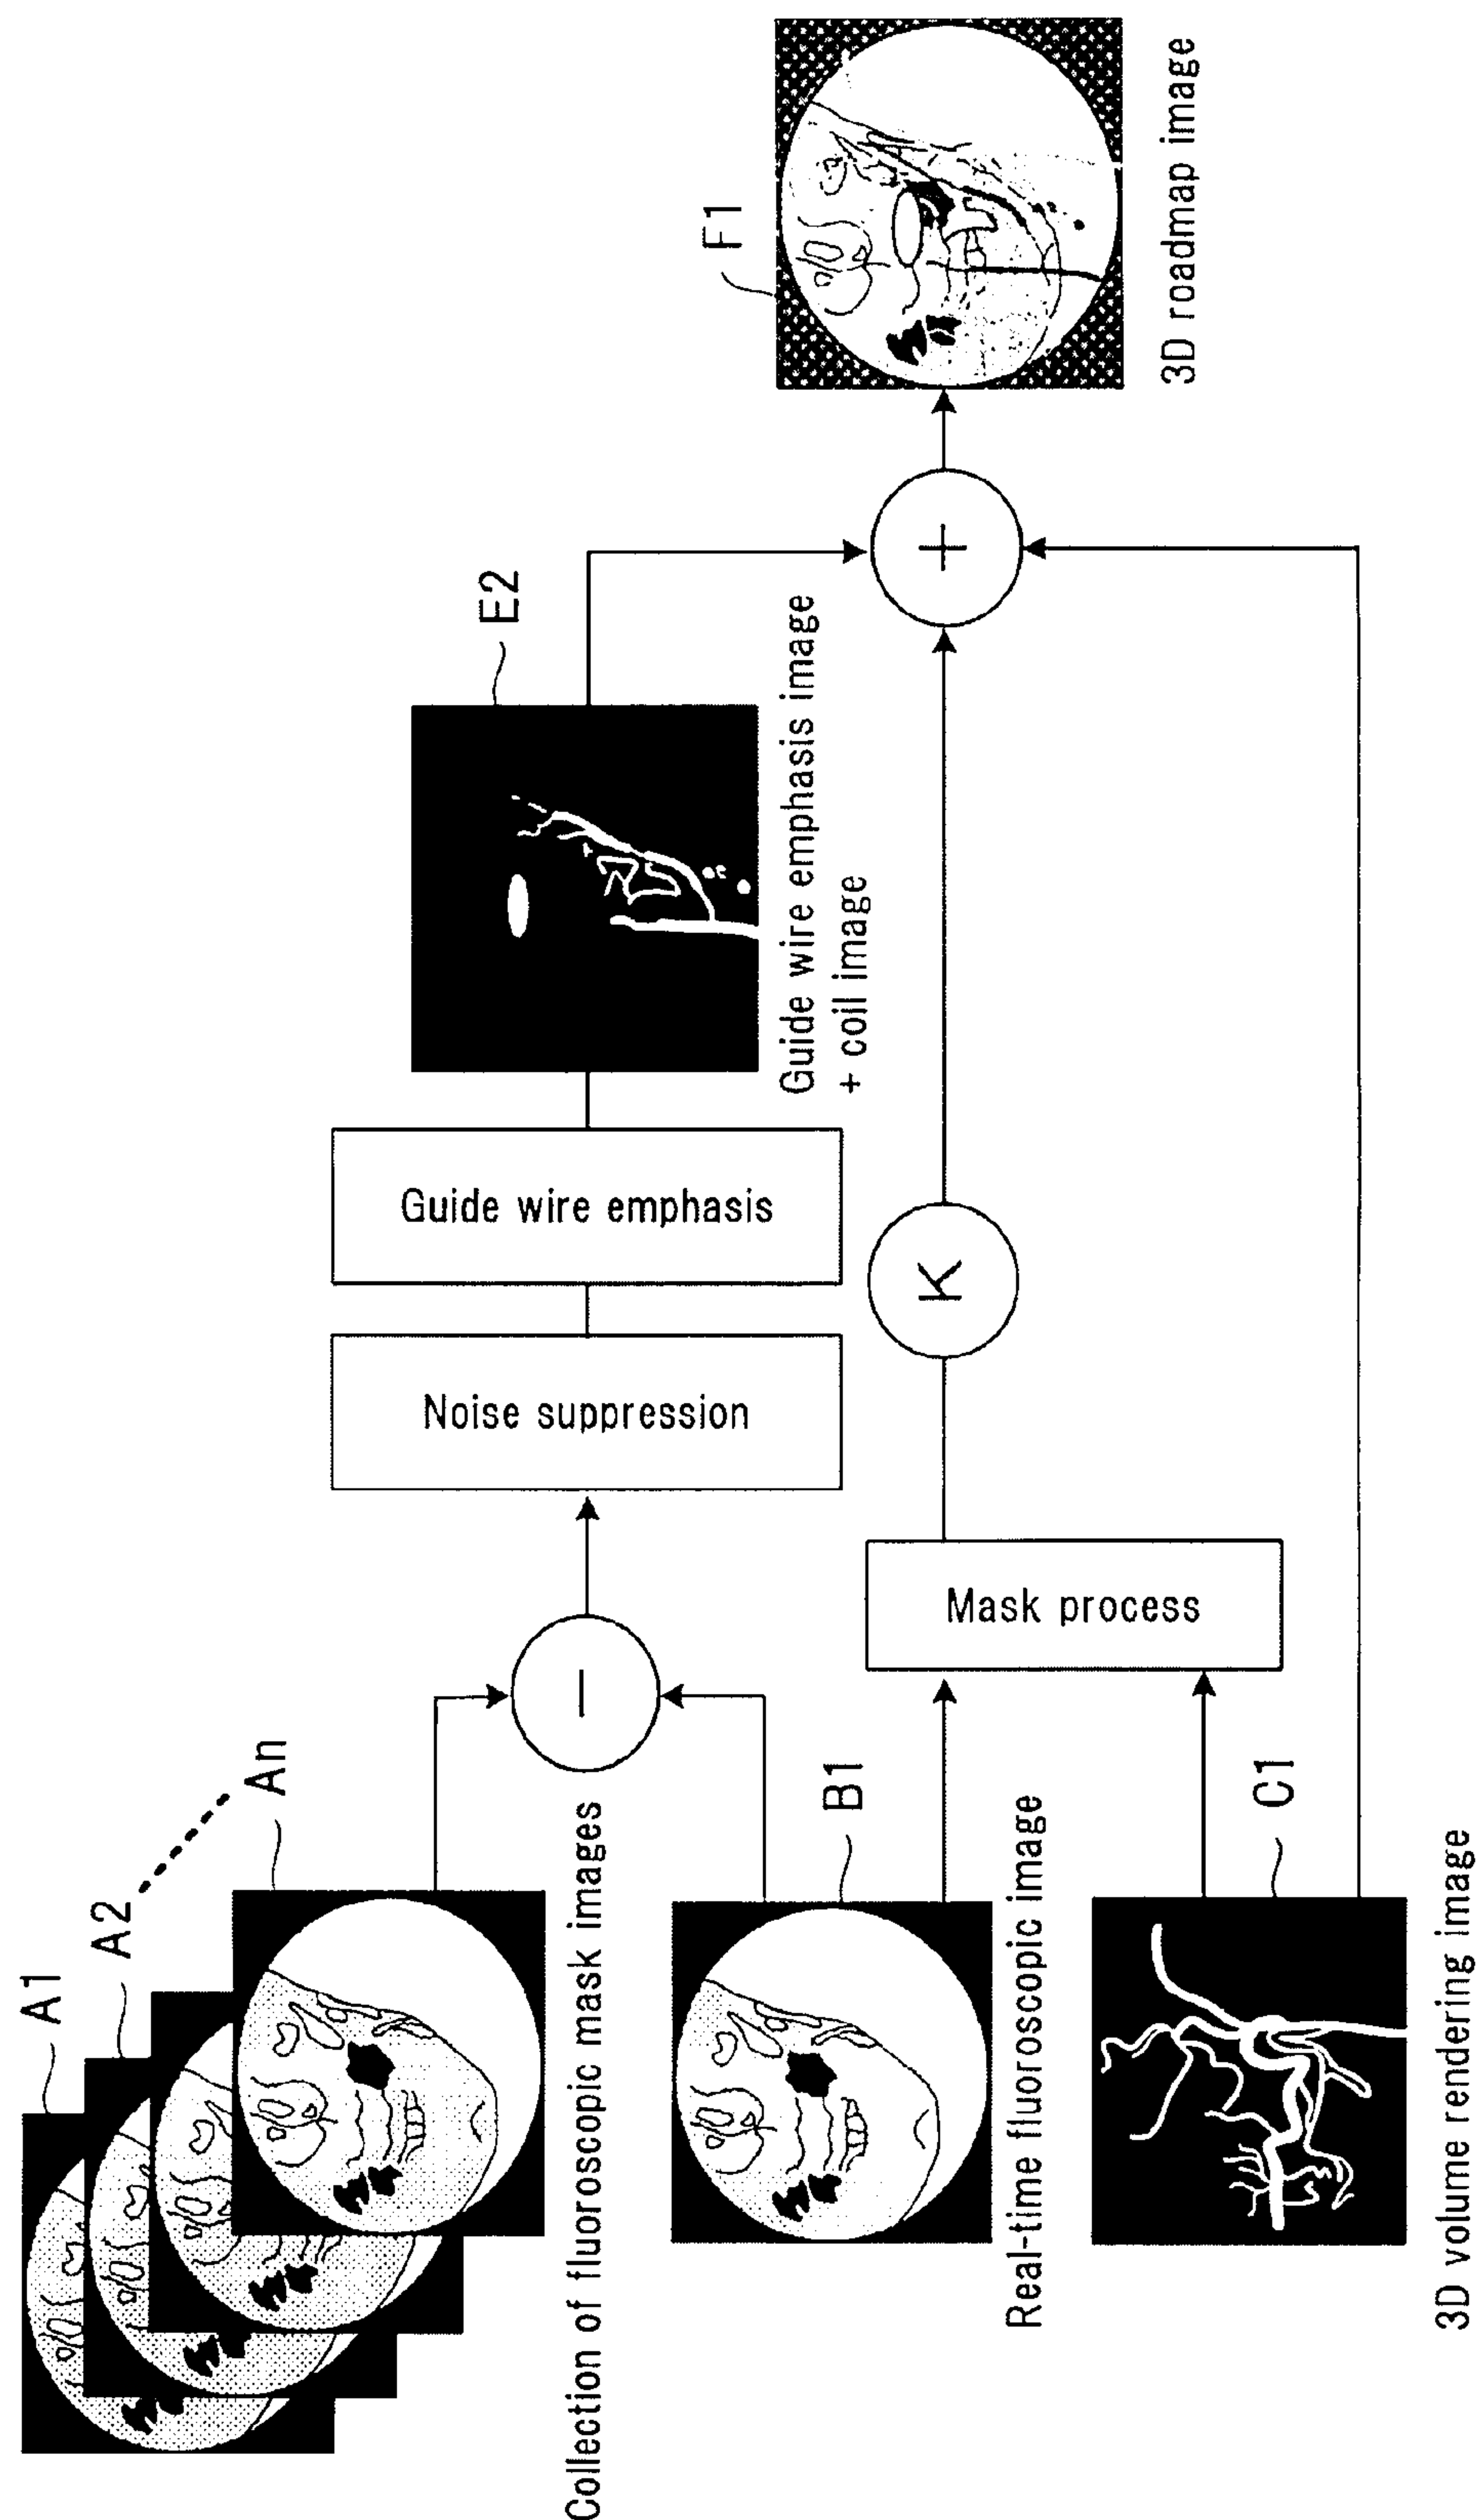 A1
A2
An
Collection of fluoroscopic mask images
−
Noise suppression
Guide wire emphasis
E2
Guide wire emphasis image
+ coil image
B1
Real-time fluoroscopic image
Mask process
K
+
F1
3D roadmap image
C1
3D volume rendering image